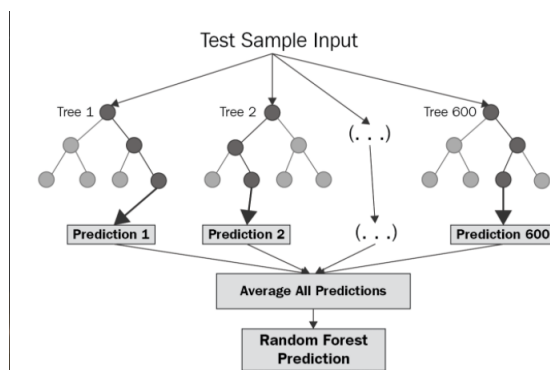 Test Sample Input
Tree 1
Tree 2
(. . .)
Tree 600
Prediction 1
Prediction 2
(. . .)
Prediction 600
Average All Predictions
Random Forest
Prediction